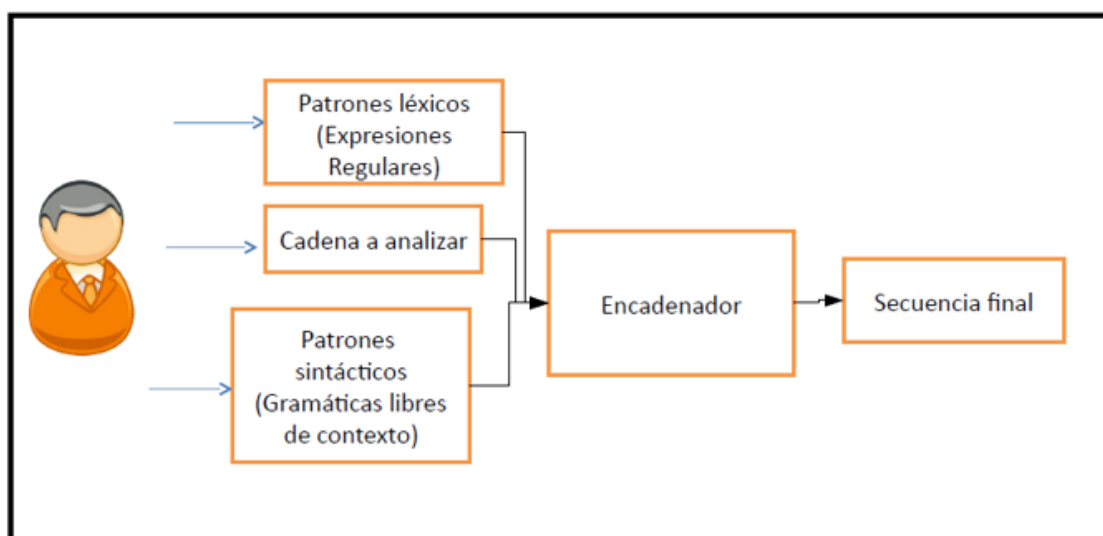 Patrones léxicos
(Expresiones
Regulares)
Cadena a analizar
Patrones
sintácticos
(Gramáticas libres
de contexto)
Encadenador
Secuencia final